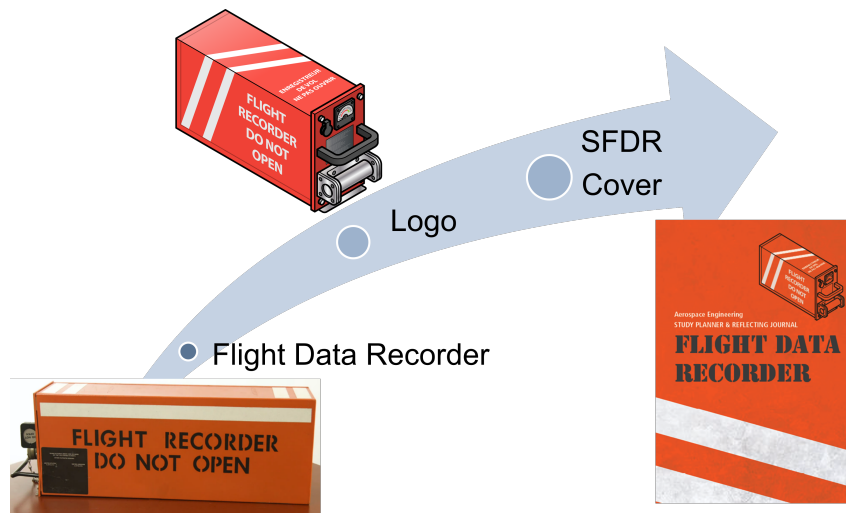 ENREGISTREUR
DE VOL
NE PAS OUVRIR
FLIGHT
RECORDER
DO NOT
OPEN
SFDR
Cover
Logo
Flight Data Recorder
FLIGHT RECORDER
DO NOT OPEN
FLIGHT
RECORDER
DO NOT
OPEN
Aerospace Engineering
STUDY PLANNER & REFLECTING JOURNAL
FLIGHT DATA
RECORDER